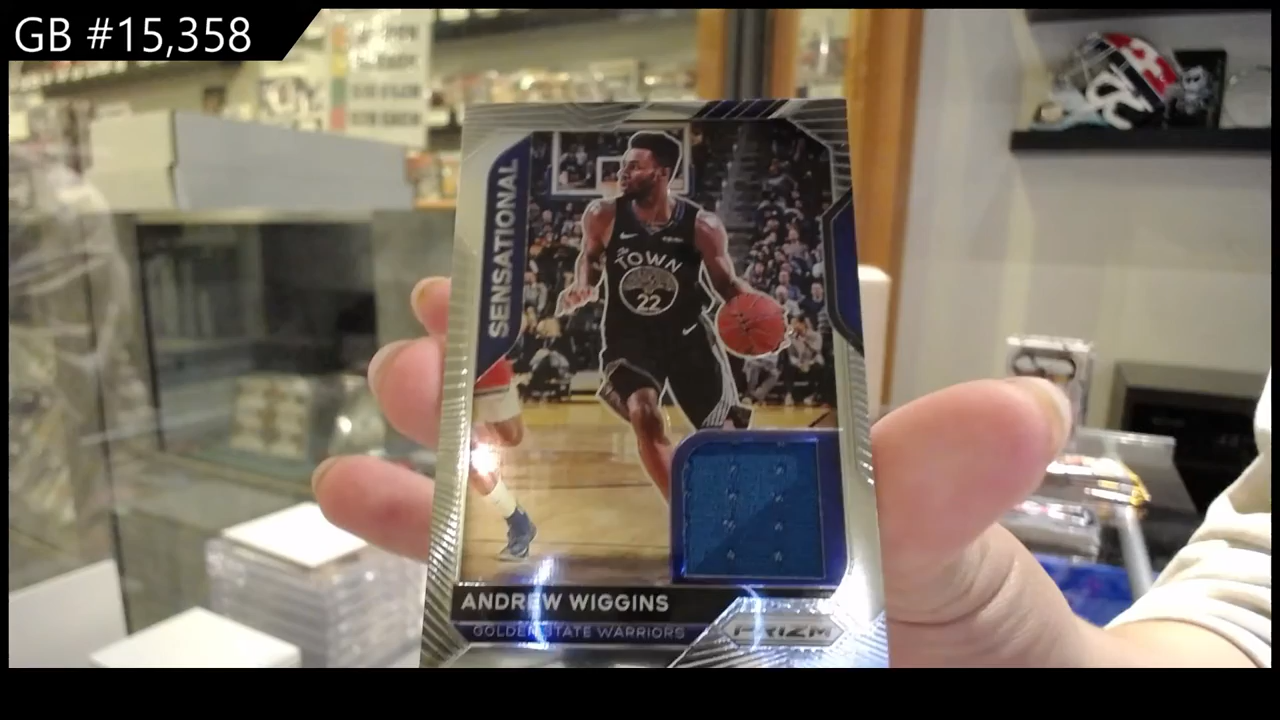 GB #15,358
SENSATIONAL
The
TOWN
22
ANDREW WIGGINS
GOLDEN STATE WARRIORS
PRIZM